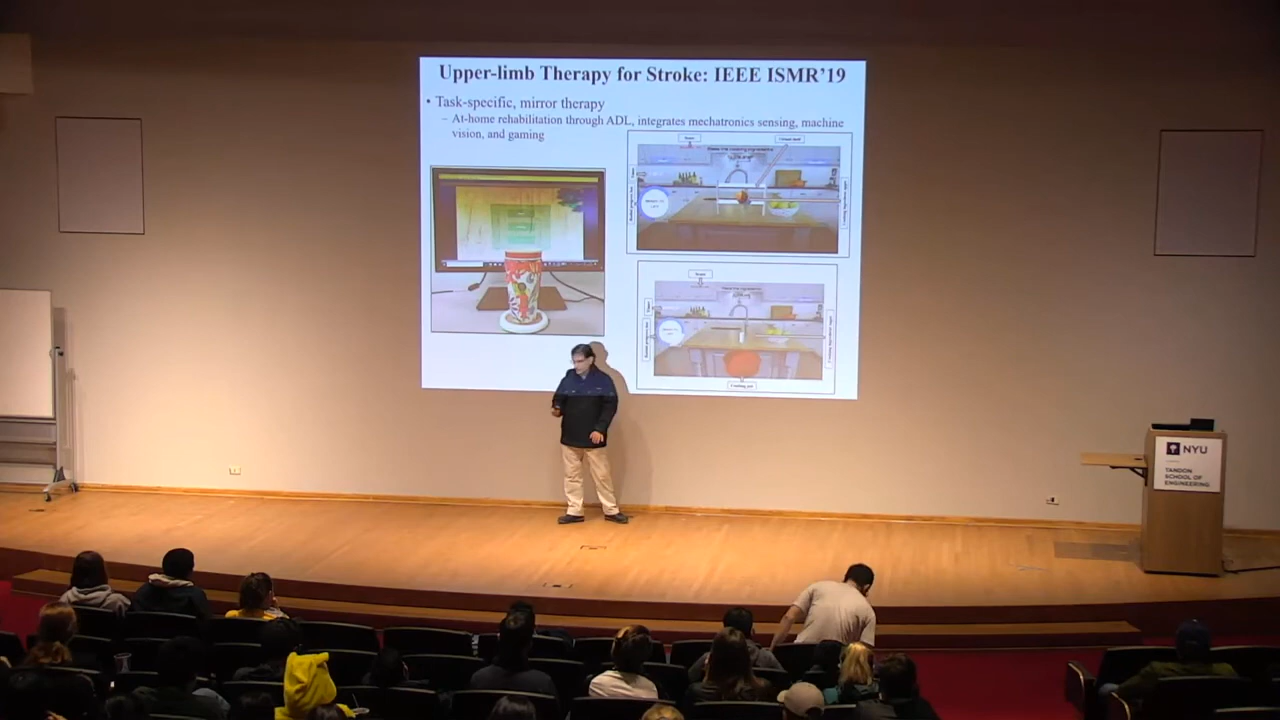 Upper-limb Therapy for Stroke: IEEE ISMR'19
• Task-specific, mirror therapy
– At-home rehabilitation through ADL, integrates mechatronics sensing, machine
vision, and gaming
NYU
TANDON
SCHOOL OF
ENGINEERING